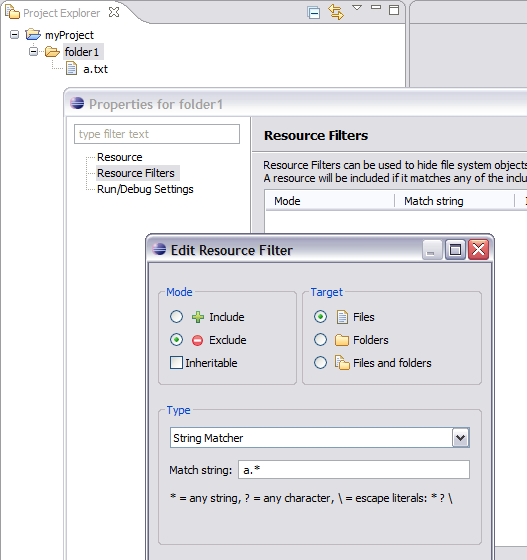 Project Explorer
myProject
folder1
a.txt
Properties for folder1
type filter text
Resource
Resource Filters
Run/Debug Settings
Resource Filters
Resource Filters can be used to hide file system objects
A resource will be included if it matches any of the inclu
Mode Match string
Edit Resource Filter
Mode
Include
Exclude
Inheritable
Target
Files
Folders
Files and folders
Type
String Matcher
Match string: a.*
* = any string, ? = any character, \ = escape literals: * ? \